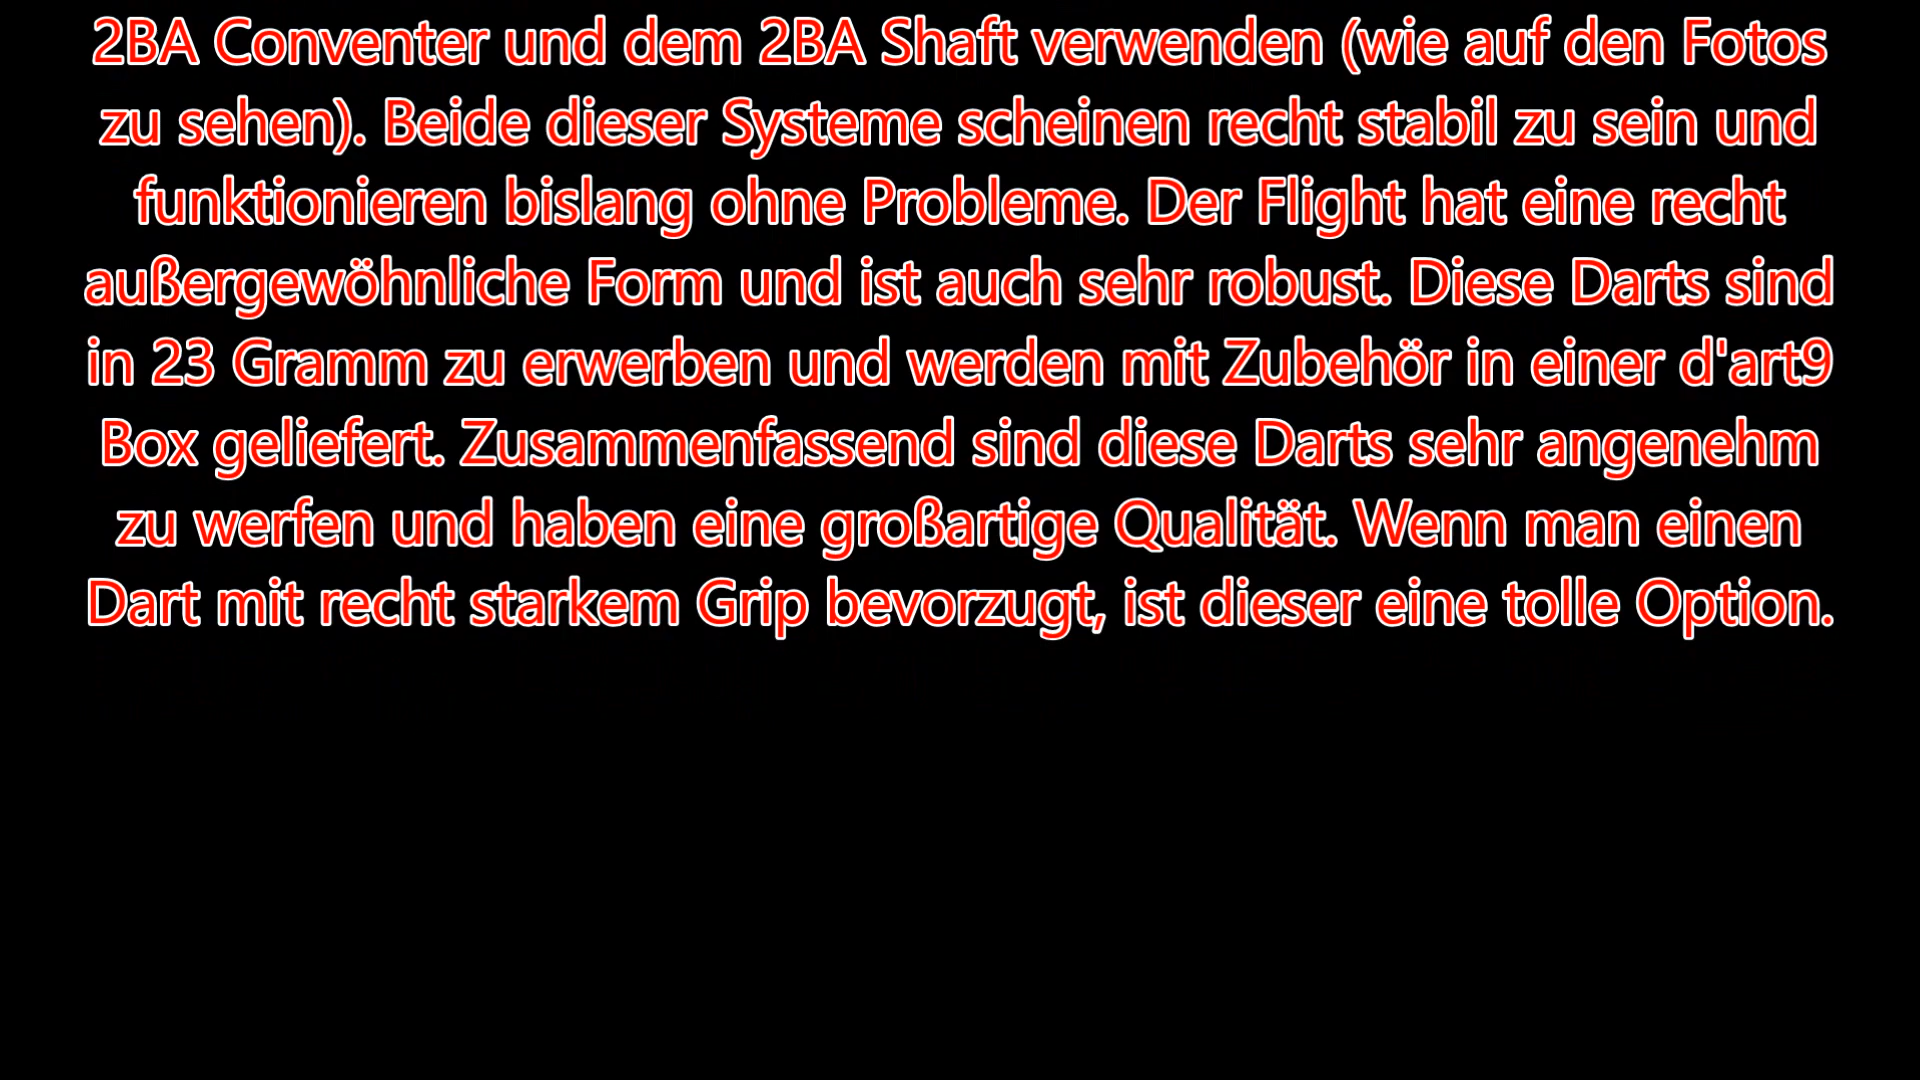 2BA Conventer und dem 2BA Shaft verwenden (wie auf den Fotos
zu sehen). Beide dieser Systeme scheinen recht stabil zu sein und
funktionieren bislang ohne Probleme. Der Flight hat eine recht
außergewöhnliche Form und ist auch sehr robust. Diese Darts sind
in 23 Gramm zu erwerben und werden mit Zubehör in einer d'art9
Box geliefert. Zusammenfassend sind diese Darts sehr angenehm
zu werfen und haben eine großartige Qualität. Wenn man einen
Dart mit recht starkem Grip bevorzugt, ist dieser eine tolle Option.